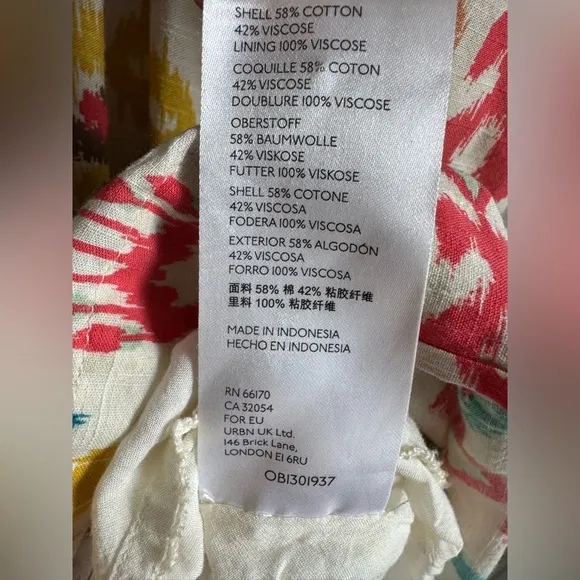 SHELL 58% COTTON
42% VISCOSE
LINING 100% VISCOSE
COQUILLE 58% COTON
42% VISCOSE
DOUBLURE 100% VISCOSE
OBERSTOFF
58% BAUMWOLLE
42% VISKOSE
FUTTER 100% VISKOSE
SHELL 58% COTONE
42% VISCOSA
FODERA 100% VISCOSA
EXTERIOR 58% ALGODÓN
42% VISCOSA
FORRO 100% VISCOSA
面料 58% 棉 42% 粘胶纤维
里料 100% 粘胶纤维
MADE IN INDONESIA
HECHO EN INDONESIA
RN 66170
CA 32054
FOR EU
URBN UK Ltd.
146 Brick Lane,
LONDON E1 6RU
OB1301937